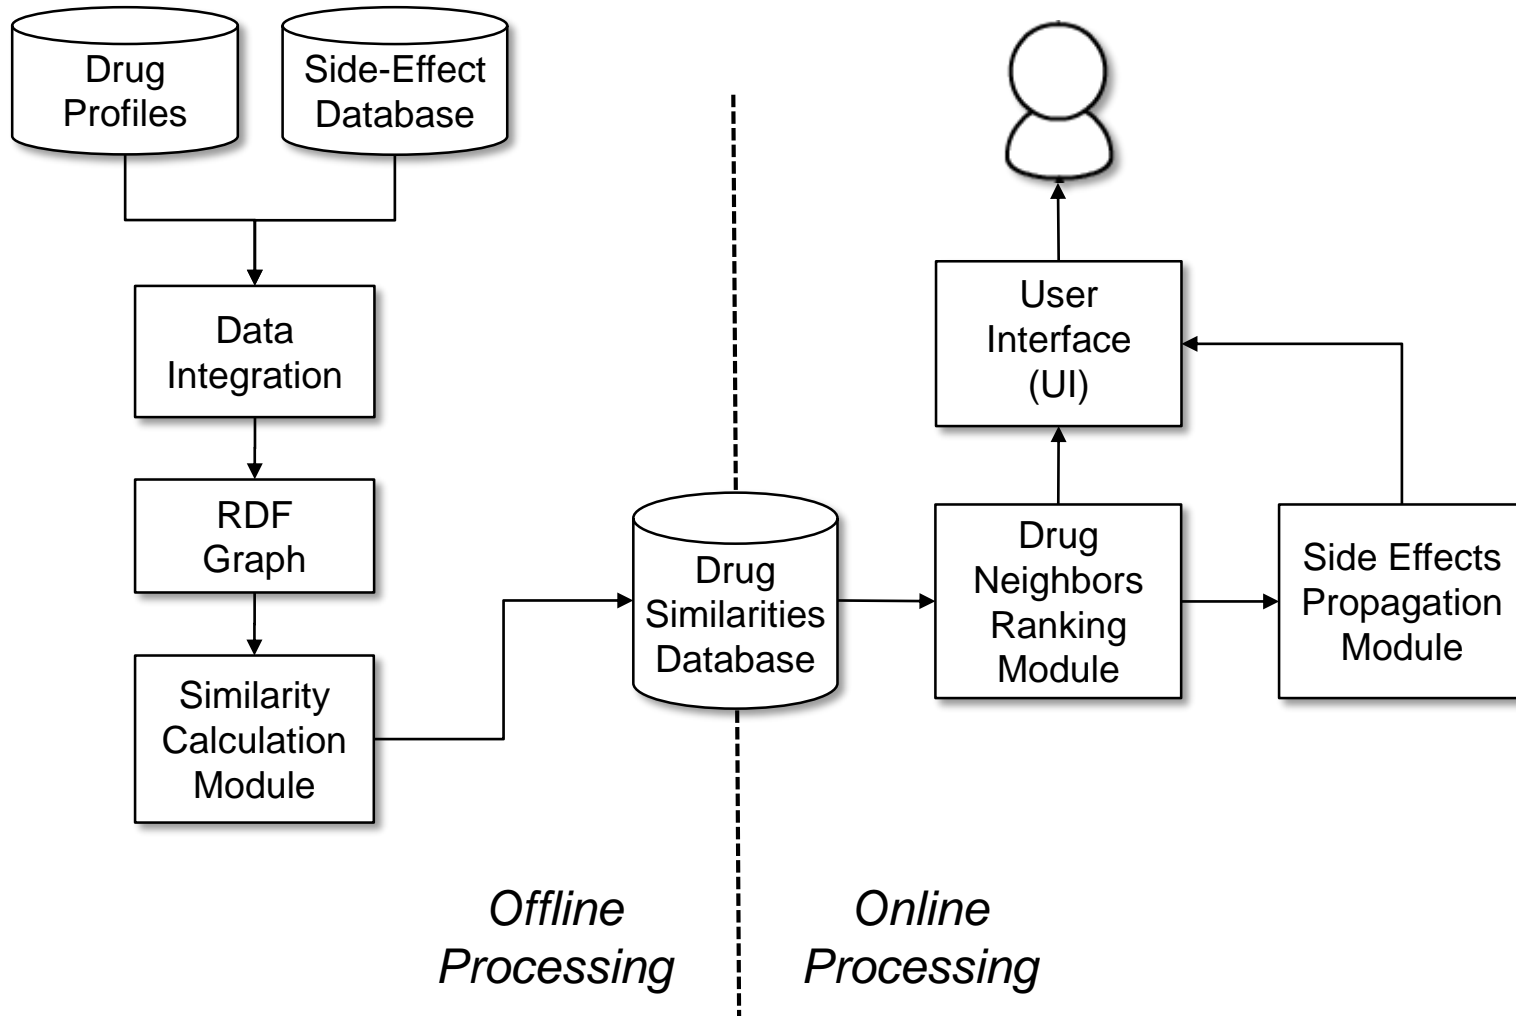 Drug
Profiles
Side-Effect
Database
Data
Integration
RDF
Graph
Similarity
Calculation
Module
Drug
Similarities
Database
User
Interface
(UI)
Drug
Neighbors
Ranking
Module
Side Effects
Propagation
Module
Offline
Processing
Online
Processing